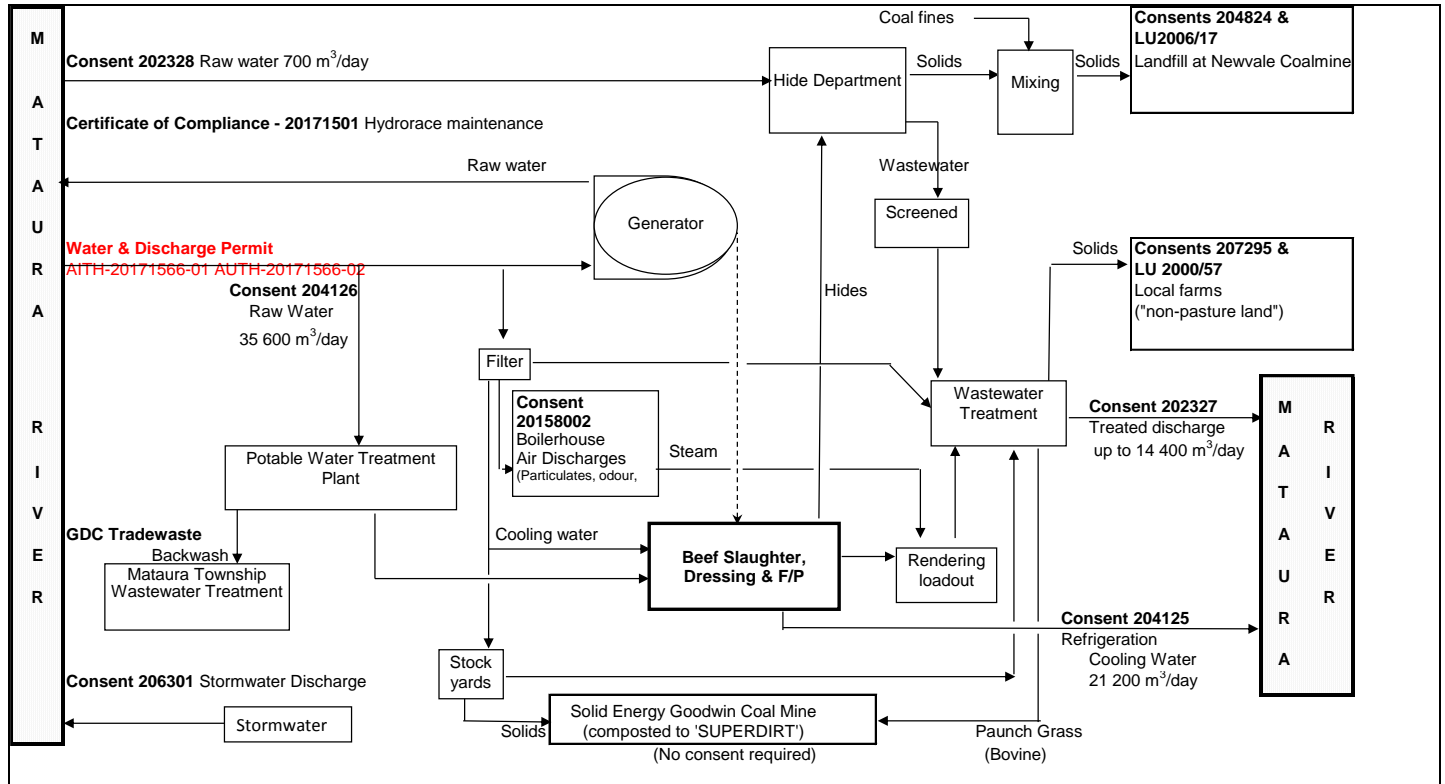 MATAURA RIVER
Consent 202328 Raw water 700 m³/day
Certificate of Compliance - 20171501 Hydrorace maintenance
Raw water
Water & Discharge Permit
AITH-20171566-01 AUTH-20171566-02
Consent 204126
Raw Water
35 600 m³/day
Generator
Hide Department
Coal fines
Solids
Mixing
Solids
Consents 204824 &
LU2006/17
Landfill at Newvale Coalmine
Wastewater
Screened
Hides
Solids
Consents 207295 &
LU 2000/57
Local farms
("non-pasture land")
Filter
Consent
20158002
Boilerhouse
Air Discharges
(Particulates, odour,
Steam
Wastewater
Treatment
Consent 202327
Treated discharge
up to 14 400 m³/day
MATAURA
RIVER
Potable Water Treatment
Plant
GDC Tradewaste
Backwash
Mataura Township
Wastewater Treatment
Cooling water
Beef Slaughter,
Dressing & F/P
Rendering
loadout
Consent 204125
Refrigeration
Cooling Water
21 200 m³/day
Stock
yards
Consent 206301 Stormwater Discharge
Stormwater
Solids
Solid Energy Goodwin Coal Mine
(composted to 'SUPERDIRT')
(No consent required)
Paunch Grass
(Bovine)